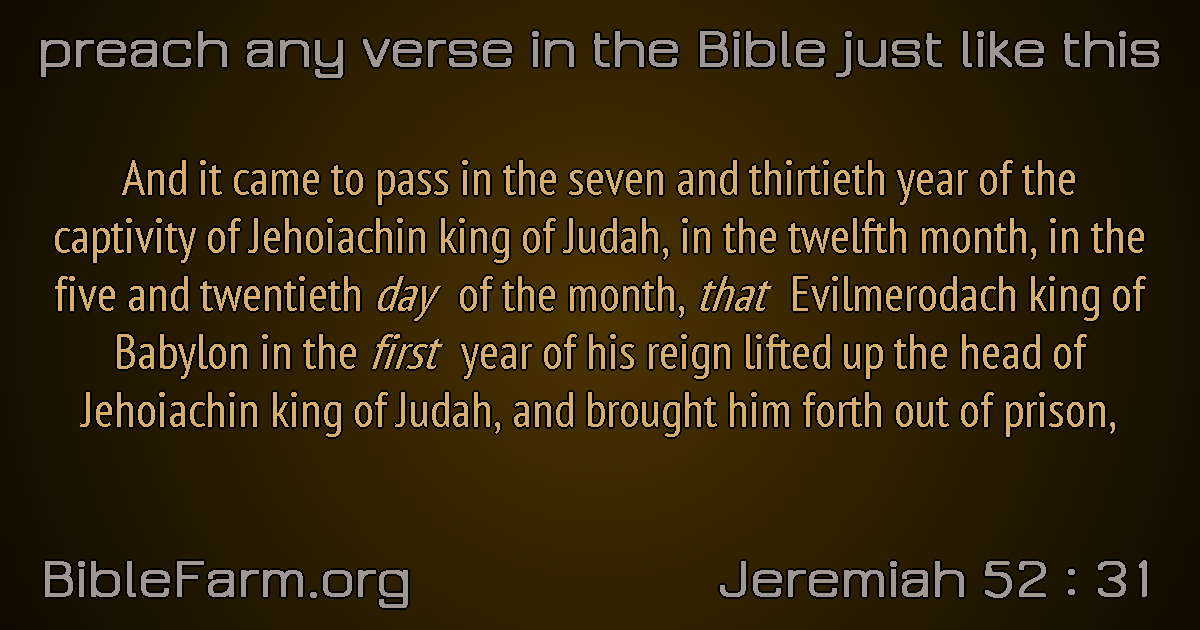 preach any verse in the Bible just like this
And it came to pass in the seven and thirtieth year of the
captivity of Jehoiachin king of Judah, in the twelfth month, in the
five and twentieth day of the month, that Evilmerodach king of
Babylon in the first year of his reign lifted up the head of
Jehoiachin king of Judah, and brought him forth out of prison,
BibleFarm.org
Jeremiah 52 : 31